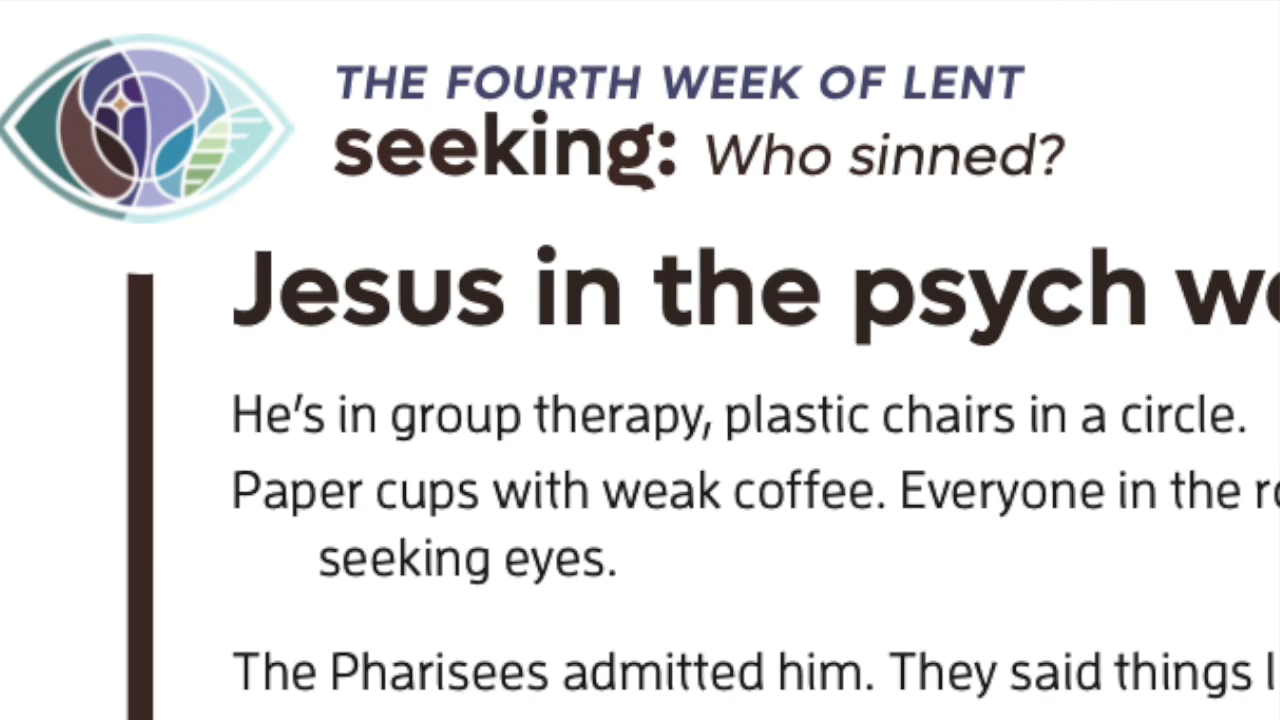 THE FOURTH WEEK OF LENT
seeking: Who sinned?
Jesus in the psych
He's in group therapy, plastic chairs in a circle.
Paper cups with weak coffee. Everyone in the
seeking eyes.
The Pharisees admitted him. They said things